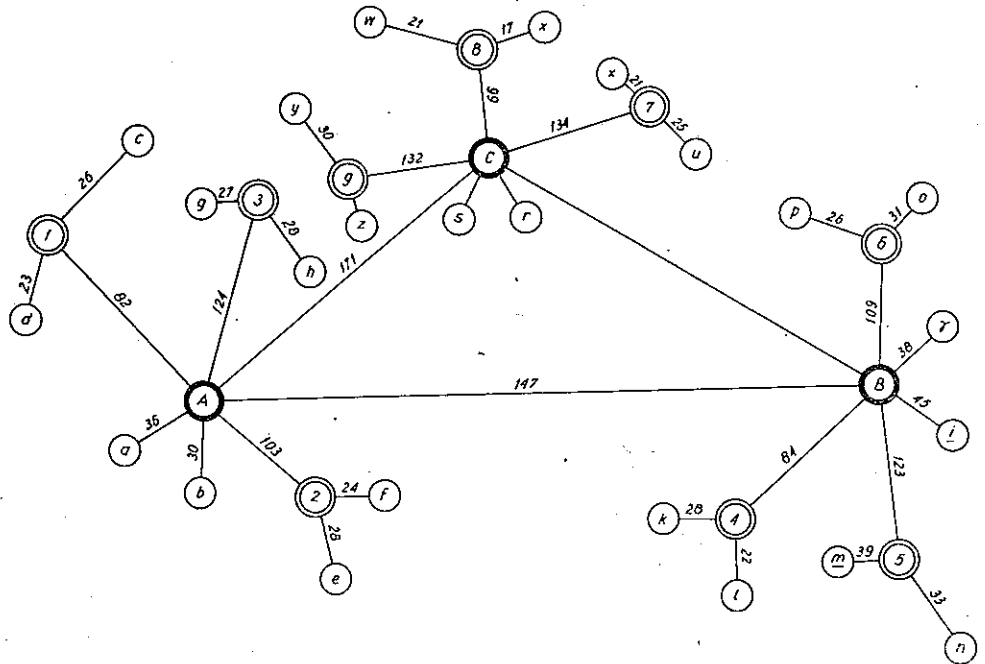 w 21 8 17 x
66
x 21 7 25 u
134
y 30 9 132 C
z
s r
c
26
1
23
d
82
g 27 3 28 h
124
171
p 26 6 31 o
109
γ
38
A 147 B
45
i
36
a
30
b
103
2 24 f
28
e
84
k 28 4
22
l
123
m 39 5
33
n